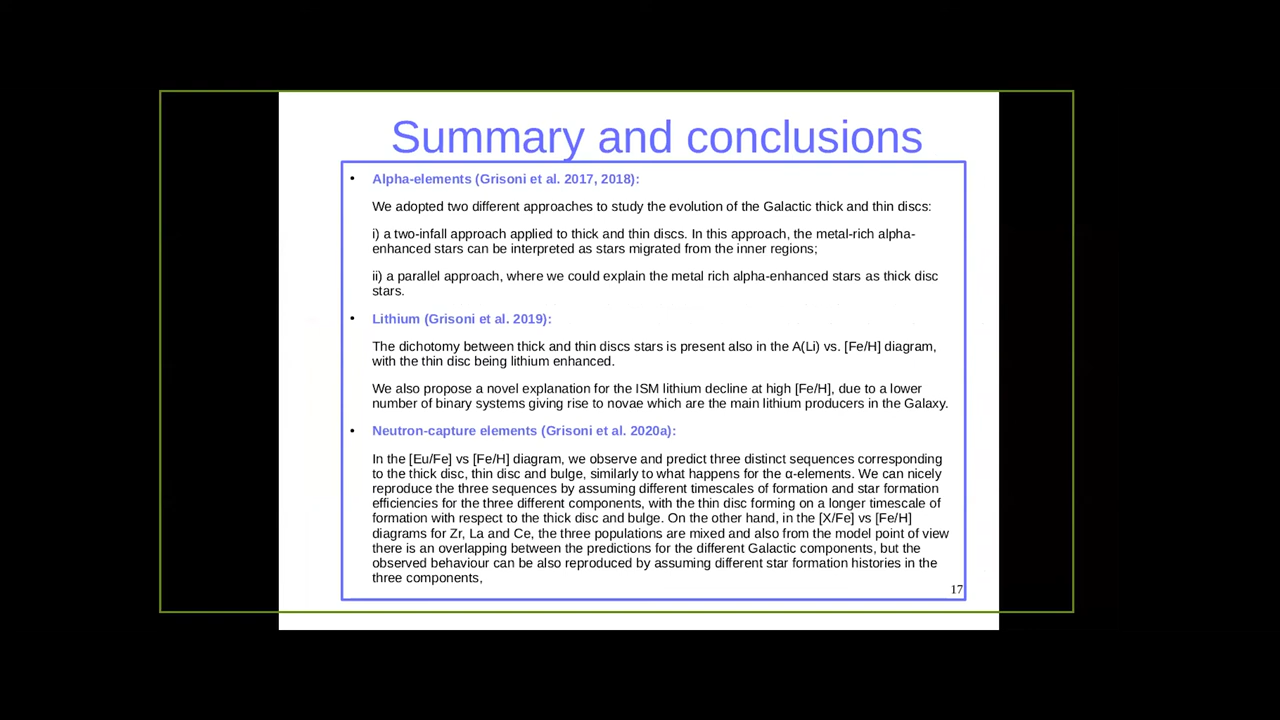 Summary and conclusions
• Alpha-elements (Grisoni et al. 2017, 2018):
We adopted two different approaches to study the evolution of the Galactic thick and thin discs:
i) a two-infall approach applied to thick and thin discs. In this approach, the metal-rich alpha-
enhanced stars can be interpreted as stars migrated from the inner regions;
ii) a parallel approach, where we could explain the metal rich alpha-enhanced stars as thick disc
stars.
• Lithium (Grisoni et al. 2019):
The dichotomy between thick and thin discs stars is present also in the A(Li) vs. [Fe/H] diagram,
with the thin disc being lithium enhanced.
We also propose a novel explanation for the ISM lithium decline at high [Fe/H], due to a lower
number of binary systems giving rise to novae which are the main lithium producers in the Galaxy.
• Neutron-capture elements (Grisoni et al. 2020a):
In the [Eu/Fe] vs [Fe/H] diagram, we observe and predict three distinct sequences corresponding
to the thick disc, thin disc and bulge, similarly to what happens for the α-elements. We can nicely
reproduce the three sequences by assuming different timescales of formation and star formation
efficiencies for the three different components, with the thin disc forming on a longer timescale of
formation with respect to the thick disc and bulge. On the other hand, in the [X/Fe] vs [Fe/H]
diagrams for Zr, La and Ce, the three populations are mixed and also from the model point of view
there is an overlapping between the predictions for the different Galactic components, but the
observed behaviour can be also reproduced by assuming different star formation histories in the
three components,
17